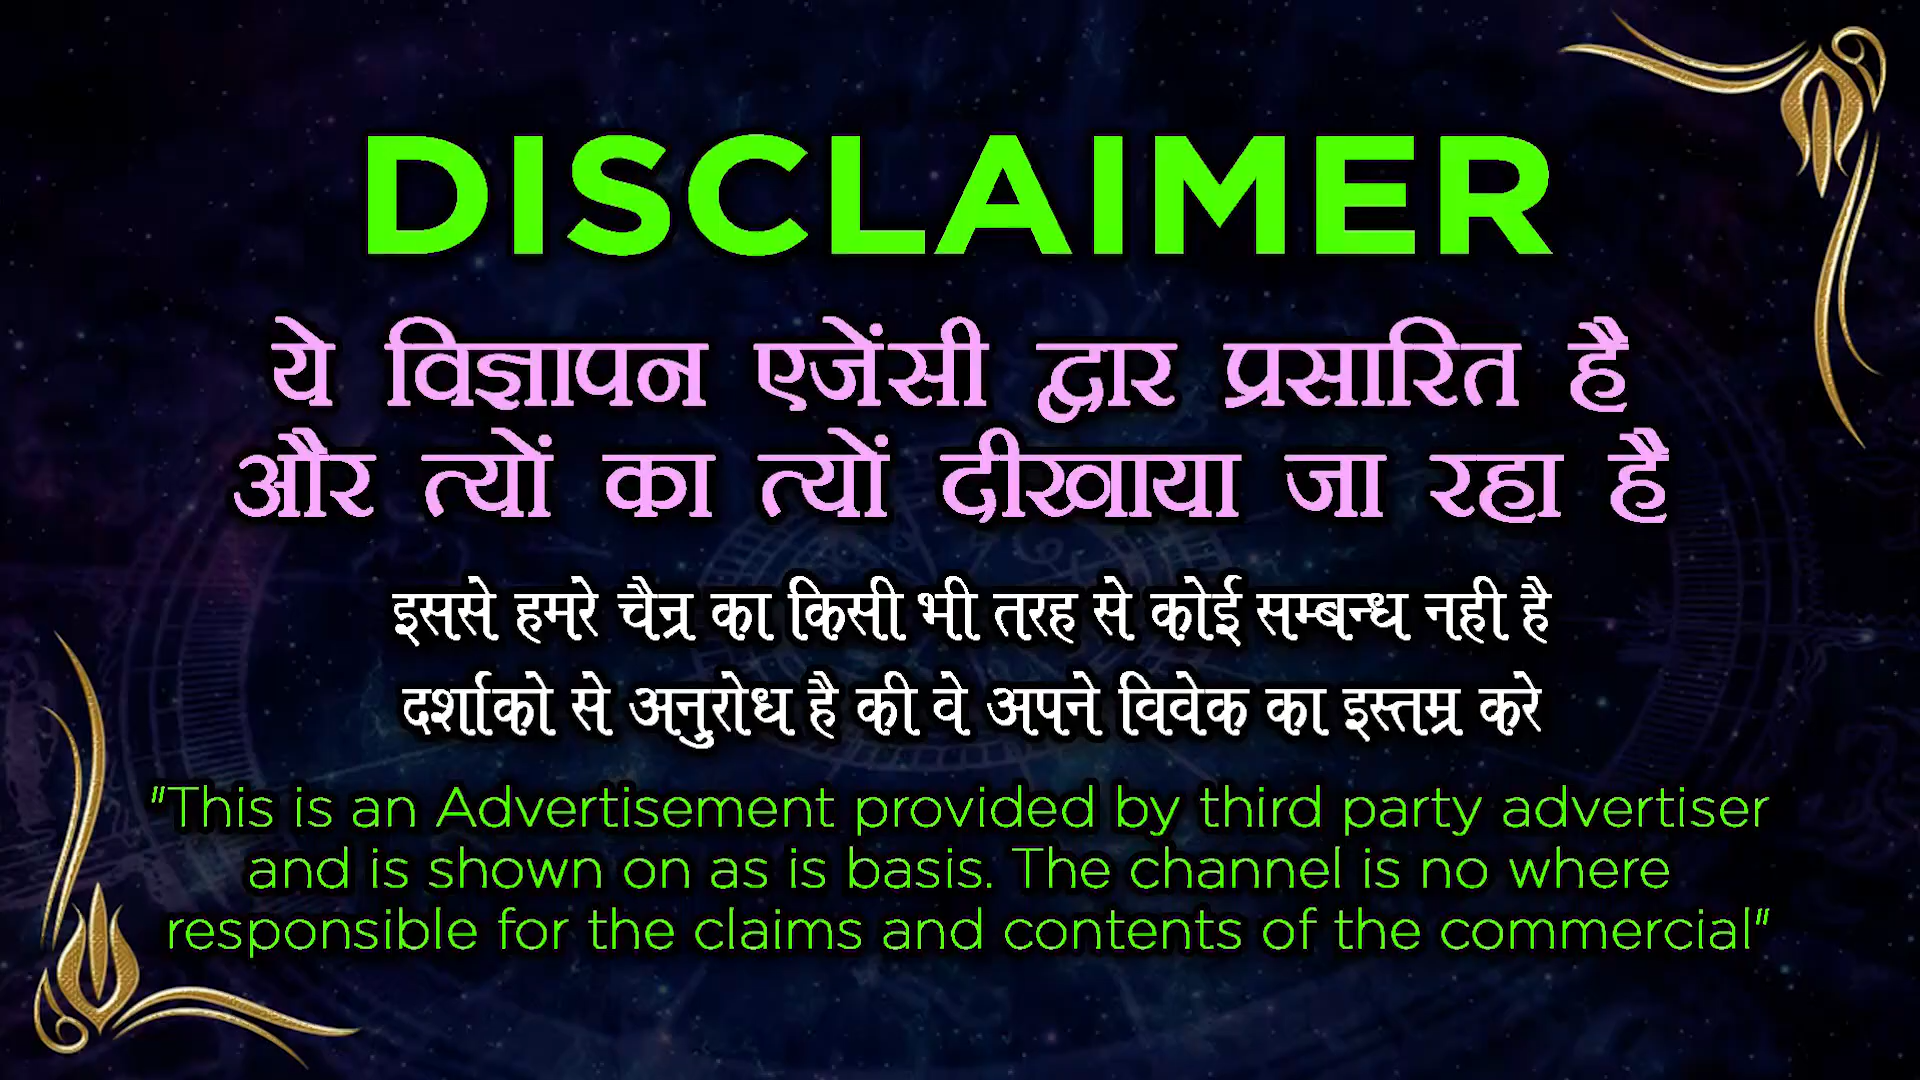 DISCLAIMER
ये विज्ञापन एजेंसी द्वार प्रसारित है
और त्यों का त्यों दीखाया जा रहा है
इससे हमरे चैन्र का किसी भी तरह से कोई सम्बन्ध नही है
दर्शाको से अनुरोध है की वे अपने विवेक का इस्तम्र करे
"This is an Advertisement provided by third party advertiser
and is shown on as is basis. The channel is no where
responsible for the claims and contents of the commercial"